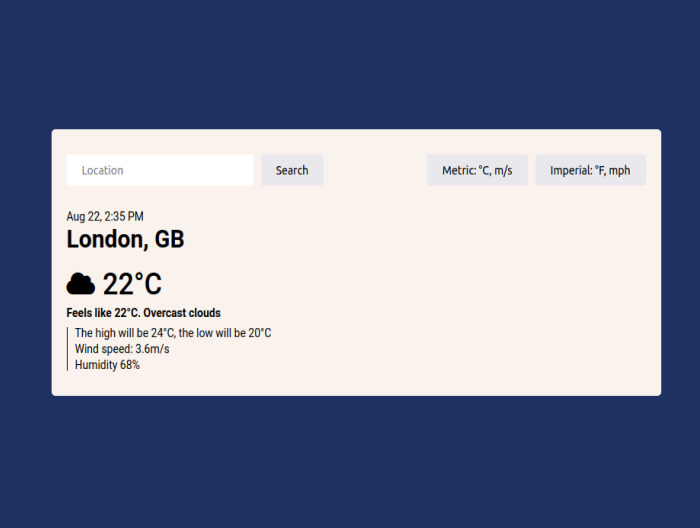 Location
Search
Metric: °C, m/s
Imperial: °F, mph
Aug 22, 2:35 PM
London, GB
22°C
Feels like 22°C. Overcast clouds
The high will be 24°C, the low will be 20°C
Wind speed: 3.6m/s
Humidity 68%